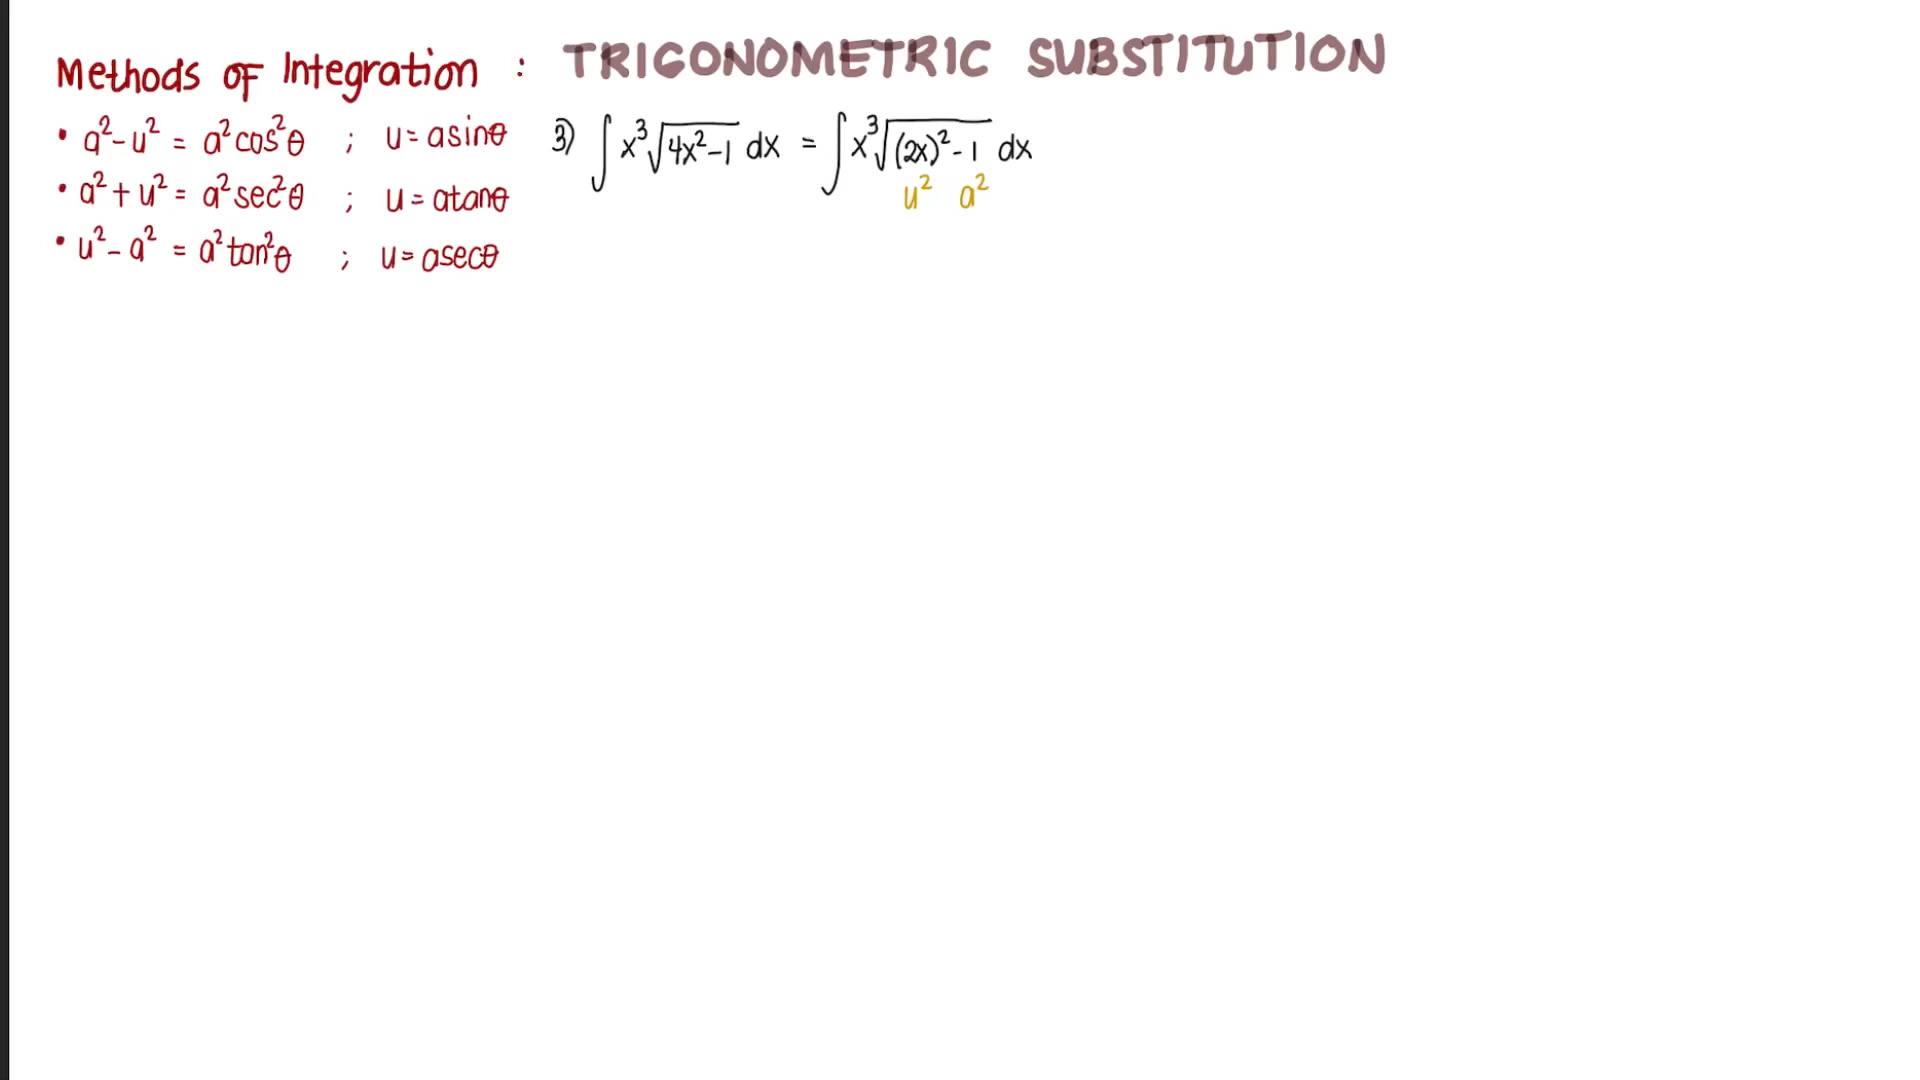 Methods of Integration : TRIGONOMETRIC SUBSTITUTION
• a²-u² = a²cos²θ ; u=asinθ
• a²+u² = a²sec²θ ; u=atanθ
• u²-a² = a²tan²θ ; u=asecθ
3) ∫x³√(4x²-1) dx = ∫x³√((2x)²-1) dx
u² a²